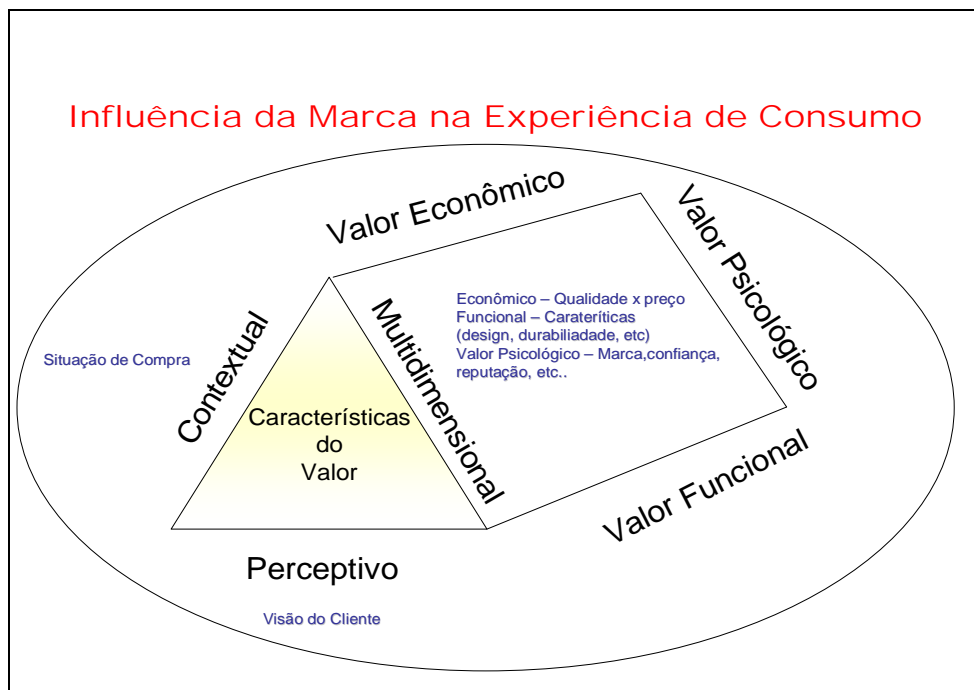 Influência da Marca na Experiência de Consumo
Valor Econômico
Valor Psicológico
Econômico – Qualidade x preço
Funcional – Carateríticas
(design, durabiliadade, etc)
Valor Psicológico – Marca,confiança,
reputação, etc..
Multidimensional
Contextual
Situação de Compra
Características
do
Valor
Valor Funcional
Perceptivo
Visão do Cliente